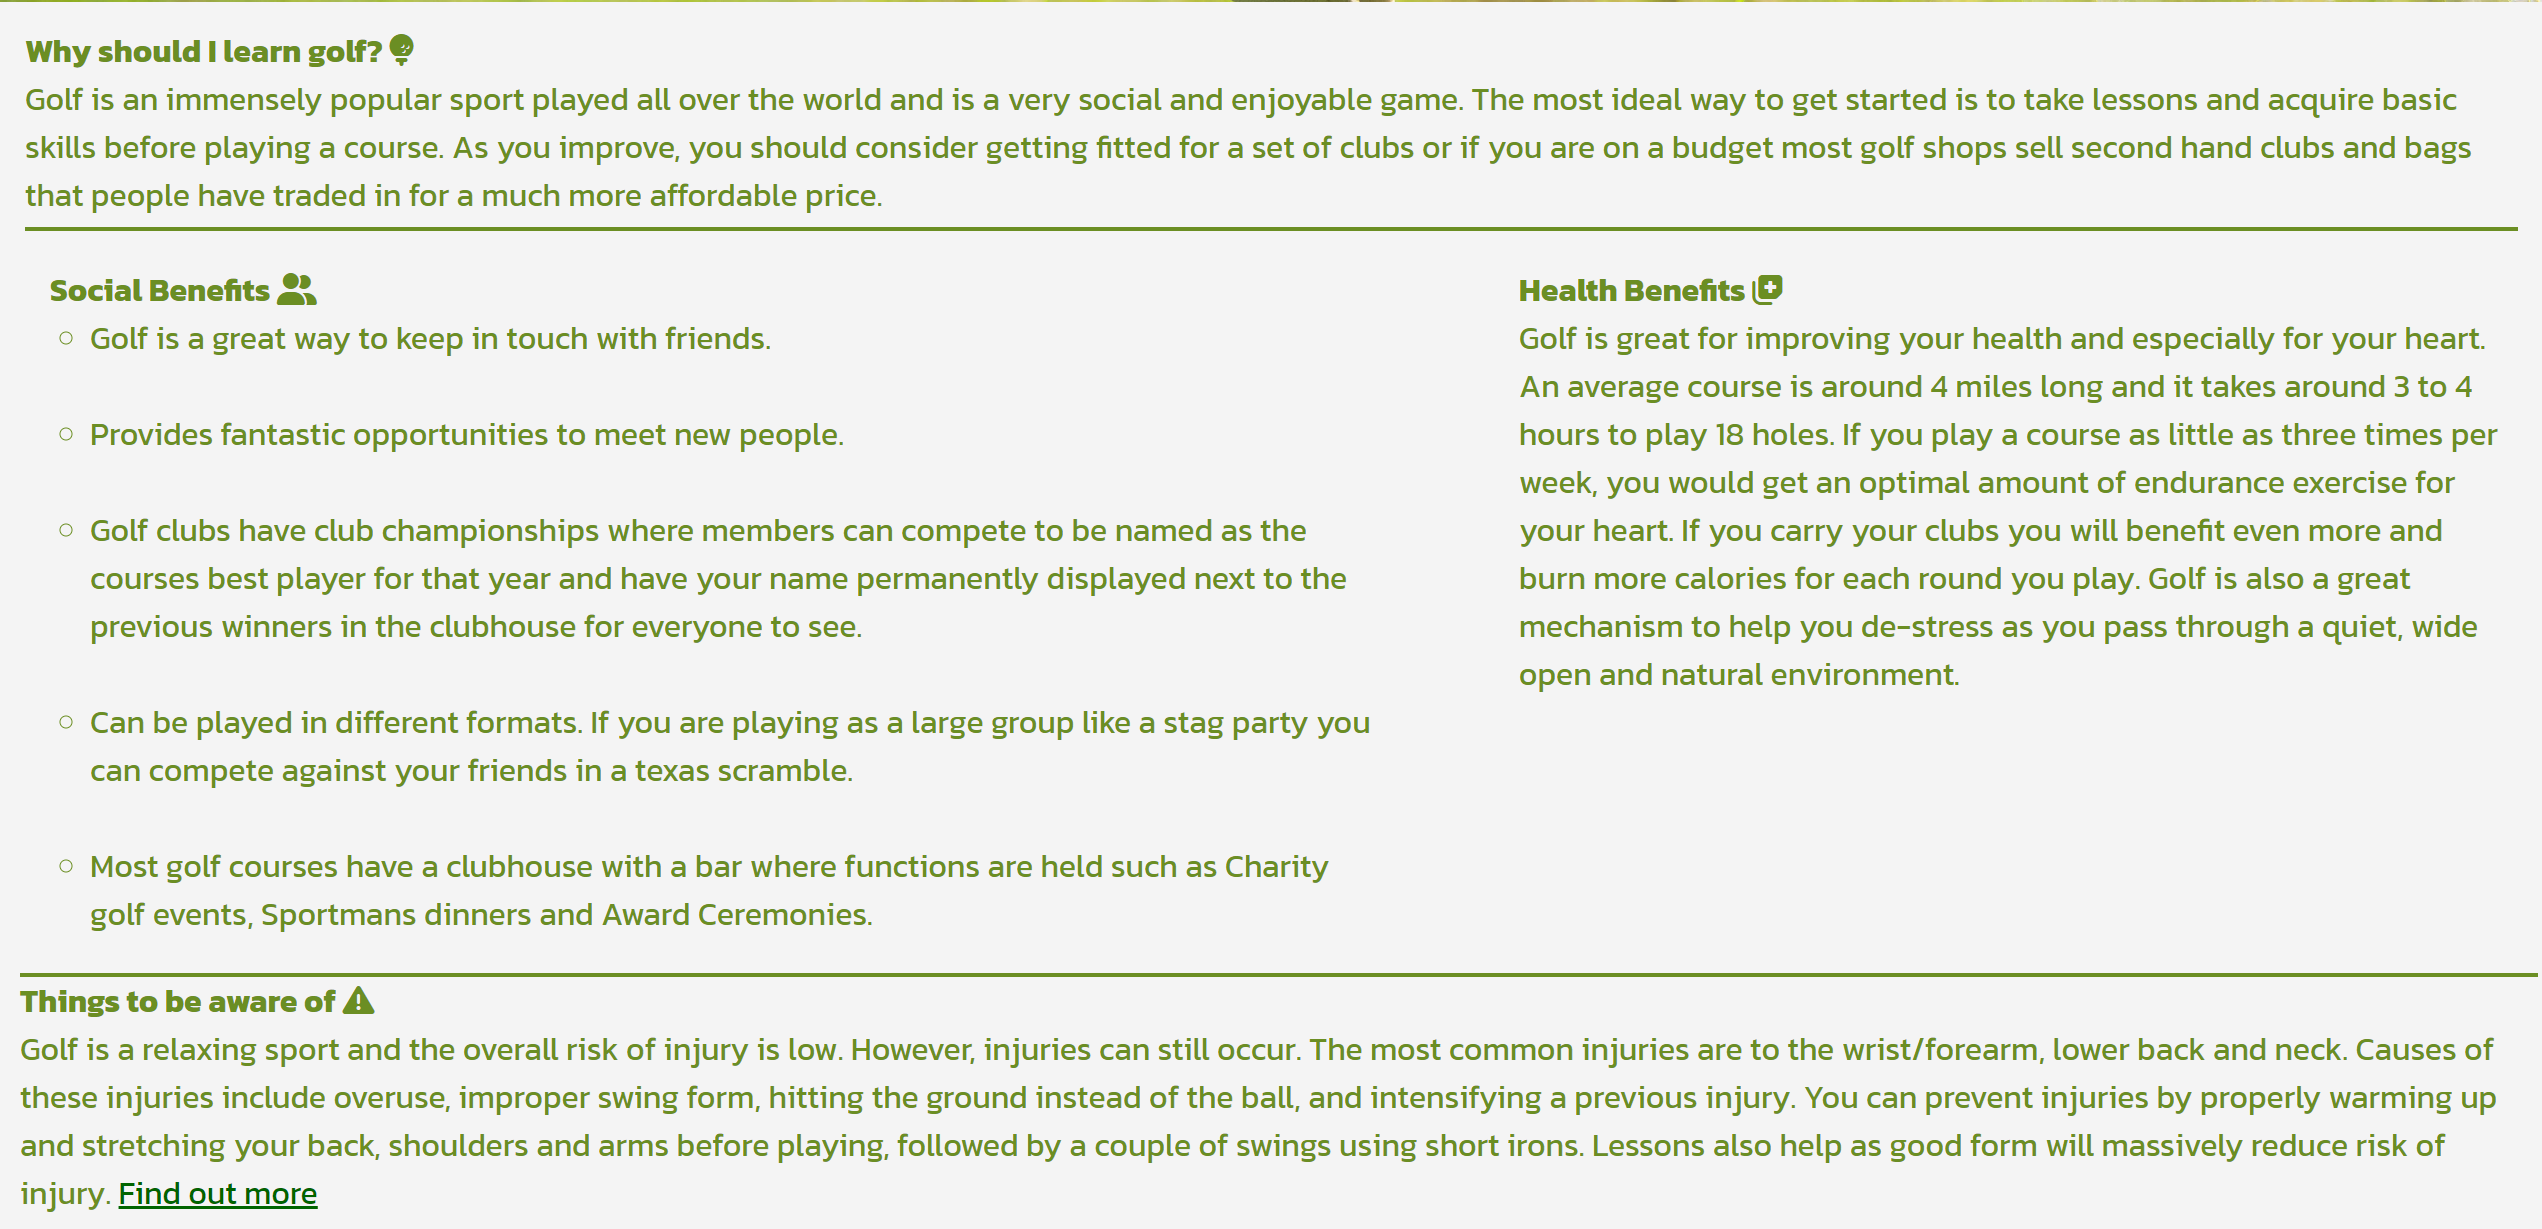 Why should I learn golf?
Golf is an immensely popular sport played all over the world and is a very social and enjoyable game. The most ideal way to get started is to take lessons and acquire basic
skills before playing a course. As you improve, you should consider getting fitted for a set of clubs or if you are on a budget most golf shops sell second hand clubs and bags
that people have traded in for a much more affordable price.
Social Benefits
Golf is a great way to keep in touch with friends.
Provides fantastic opportunities to meet new people.
Golf clubs have club championships where members can compete to be named as the
courses best player for that year and have your name permanently displayed next to the
previous winners in the clubhouse for everyone to see.
Can be played in different formats. If you are playing as a large group like a stag party you
can compete against your friends in a texas scramble.
Most golf courses have a clubhouse with a bar where functions are held such as Charity
golf events, Sportmans dinners and Award Ceremonies.
Health Benefits
Golf is great for improving your health and especially for your heart.
An average course is around 4 miles long and it takes around 3 to 4
hours to play 18 holes. If you play a course as little as three times per
week, you would get an optimal amount of endurance exercise for
your heart. If you carry your clubs you will benefit even more and
burn more calories for each round you play. Golf is also a great
mechanism to help you de-stress as you pass through a quiet, wide
open and natural environment.
Things to be aware of
Golf is a relaxing sport and the overall risk of injury is low. However, injuries can still occur. The most common injuries are to the wrist/forearm, lower back and neck. Causes of
these injuries include overuse, improper swing form, hitting the ground instead of the ball, and intensifying a previous injury. You can prevent injuries by properly warming up
and stretching your back, shoulders and arms before playing, followed by a couple of swings using short irons. Lessons also help as good form will massively reduce risk of
injury. Find out more